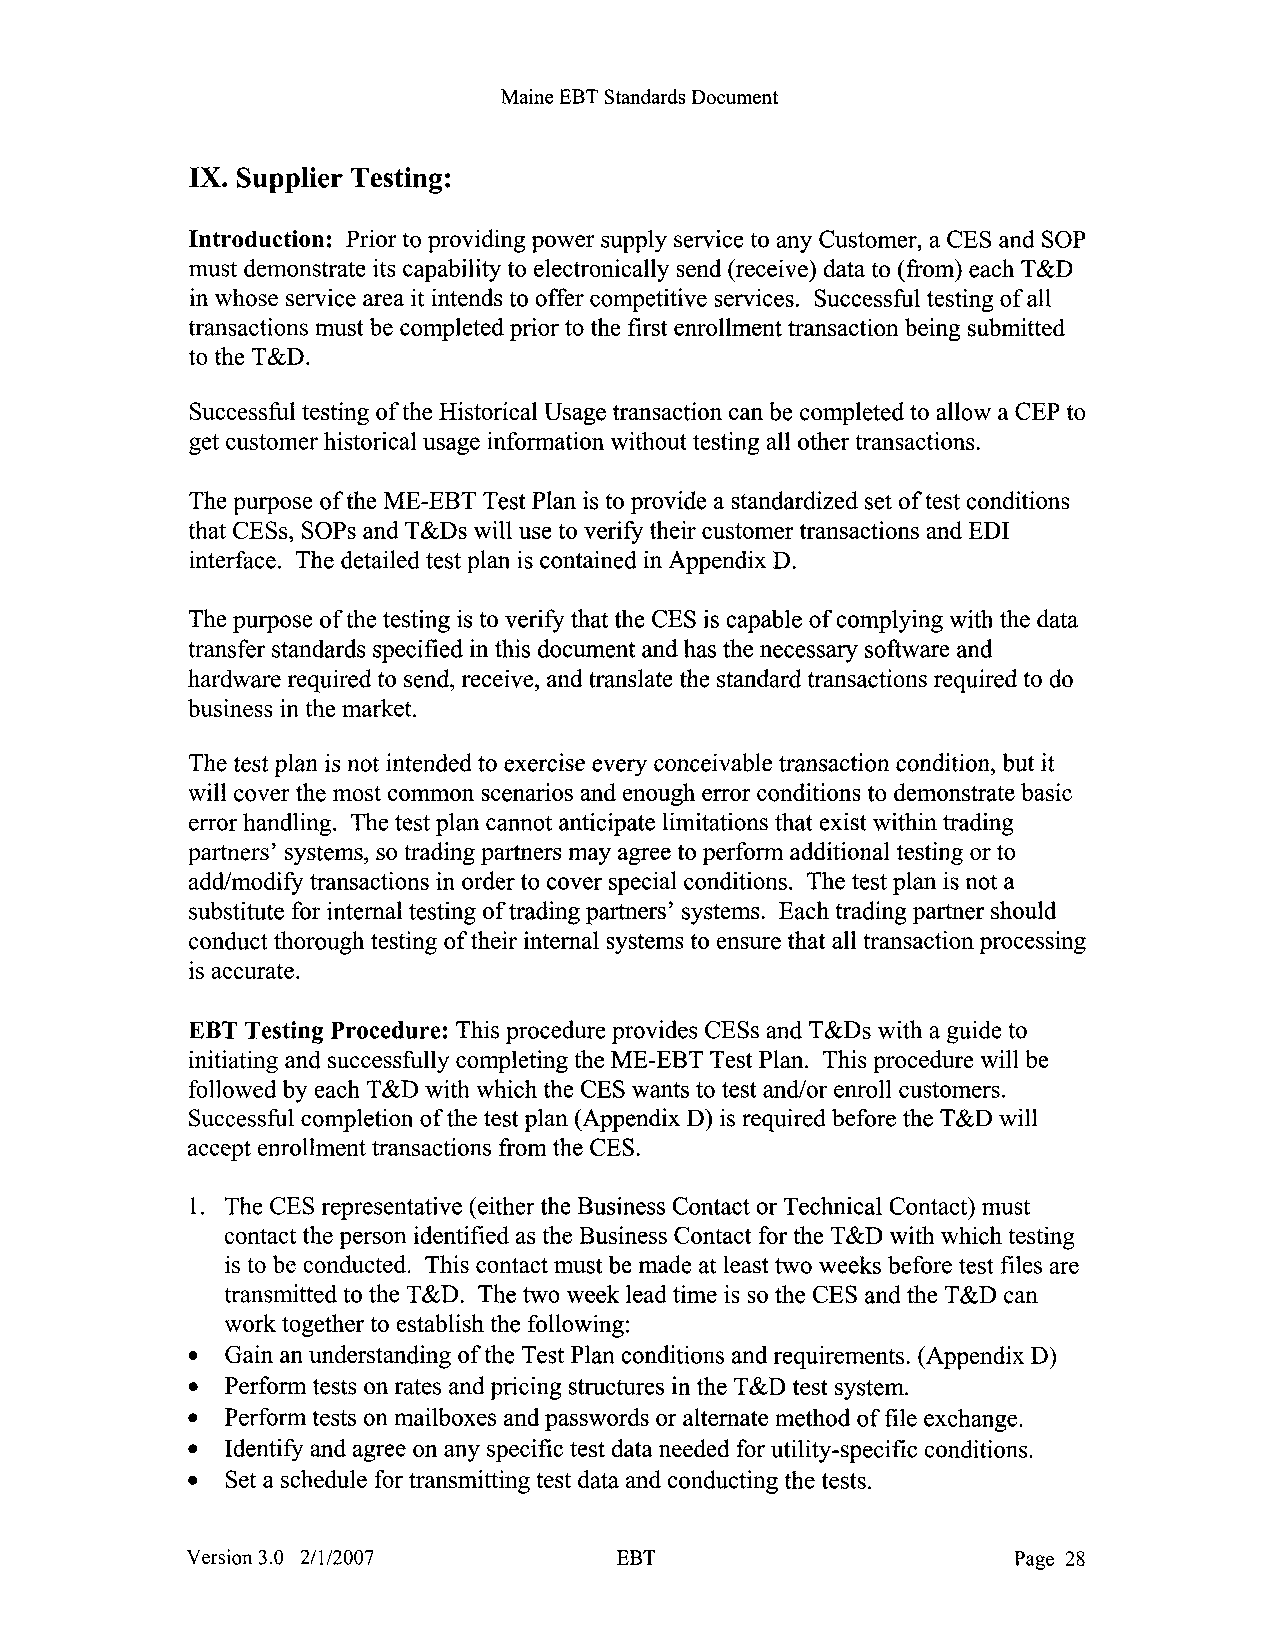 Maine EBT Standards Document
IX. Supplier Testing:
Introduction: Prior to providing power supply service to any Customer, a CES and SOP
must demonstrate its capability to electronically send (receive) data to (from) each T&D
in whose service area it intends to offer competitive services. Successful testing of all
transactions must be completed prior to the first enrollment transaction being submitted
to the T&D.
Successful testing of the Historical Usage transaction can be completed to allow a CEP to
get customer historical usage information without testing all other transactions.
The purpose of the ME-EBT Test Plan is to provide a standardized set of test conditions
that CESs, SOPs and T&Ds will use to verify their customer transactions and EDI
interface. The detailed test plan is contained in Appendix D.
The purpose of the testing is to verify that the CES is capable of complying with the data
transfer standards specified in this document and has the necessary software and
hardware required to send, receive, and translate the standard transactions required to do
business in the market.
The test plan is not intended to exercise every conceivable transaction condition, but it
will cover the most common scenarios and enough error conditions to demonstrate basic
error handling. The test plan cannot anticipate limitations that exist within trading
partners' systems, so trading partners may agree to perform additional testing or to
add/modify transactions in order to cover special conditions. The test plan is not a
substitute for internal testing of trading partners' systems. Each trading partner should
conduct thorough testing of their internal systems to ensure that all transaction processing
is accurate.
EBT Testing Procedure: This procedure provides CESs and T&Ds with a guide to
initiating and successfully completing the ME-EBT Test Plan. This procedure will be
followed by each T&D with which the CES wants to test and/or enroll customers.
Successful completion of the test plan (Appendix D) is required before the T&D will
accept enrollment transactions from the CES.
1. The CES representative (either the Business Contact or Technical Contact) must
contact the person identified as the Business Contact for the T&D with which testing
is to be conducted. This contact must be made at least two weeks before test files are
transmitted to the T&D. The two week lead time is so the CES and the T&D can
work together to establish the following:
• Gain an understanding of the Test Plan conditions and requirements. (Appendix D)
• Perform tests on rates and pricing structures in the T&D test system.
• Perform tests on mailboxes and passwords or alternate method of file exchange.
• Identify and agree on any specific test data needed for utility-specific conditions.
• Set a schedule for transmitting test data and conducting the tests.
Version 3.0 2/1/2007 EBT Page 28